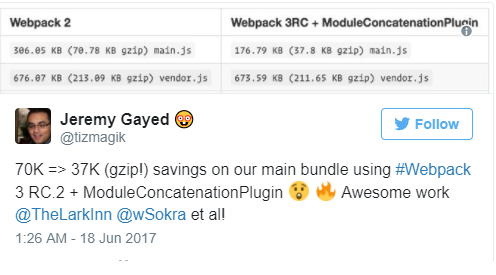 Webpack 2 Webpack 3RC + ModuleConcatenationPlugin
306.05 KB (70.78 KB gzip) main.js 176.79 KB (37.8 KB gzip) main.js
676.07 KB (213.09 KB gzip) vendor.js 673.59 KB (211.65 KB gzip) vendor.js
Jeremy Gayed 🦁
@tizmagik
Follow
70K => 37K (gzip!) savings on our main bundle using #Webpack
3 RC.2 + ModuleConcatenationPlugin 😲 🔥 Awesome work
@TheLarkInn @wSokra et al!
1:26 AM - 18 Jun 2017